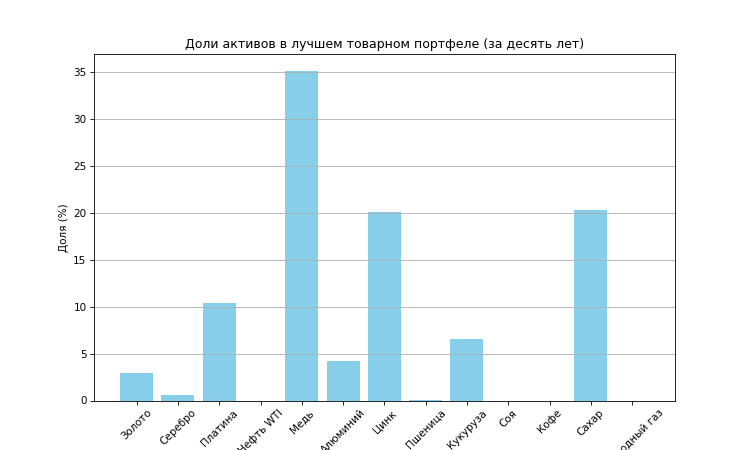 Доли активов в лучшем товарном портфеле (за десять лет)
Доля (%)
35
30
25
20
15
10
5
0
Золото
Серебро
Платина
Нефть WTI
Медь
Алюминий
Цинк
Пшеница
Кукуруза
Соя
Кофе
Сахар
газ